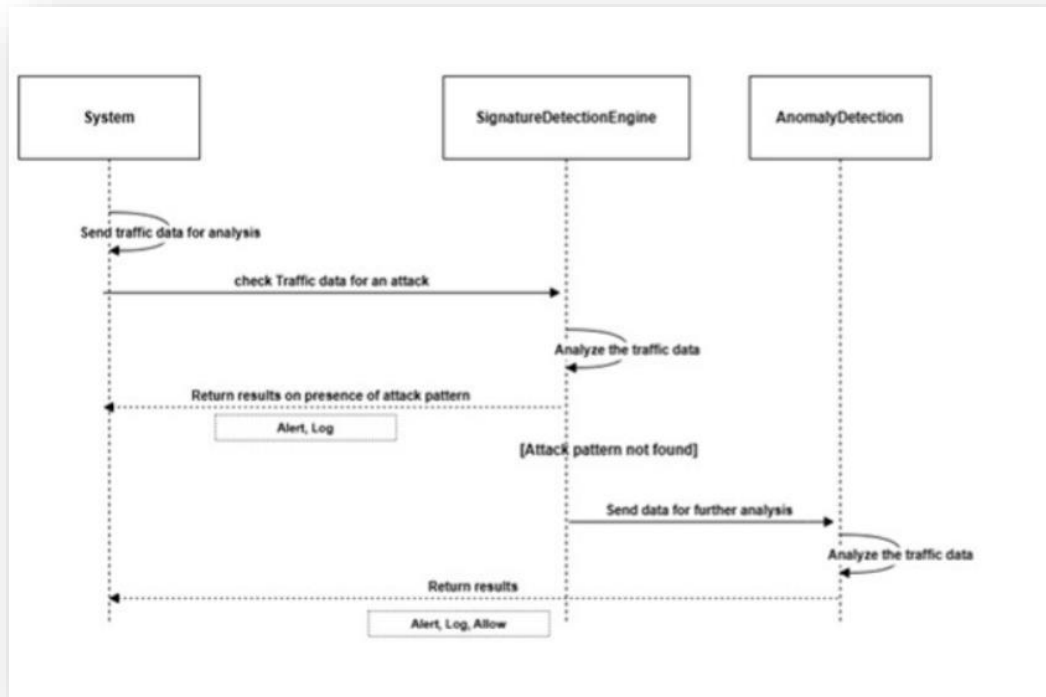 System
SignatureDetectionEngine
AnomalyDetection
Send traffic data for analysis
check Traffic data for an attack
Analyze the traffic data
Return results on presence of attack pattern
Alert, Log
[Attack pattern not found]
Send data for further analysis
Analyze the traffic data
Return results
Alert, Log, Allow